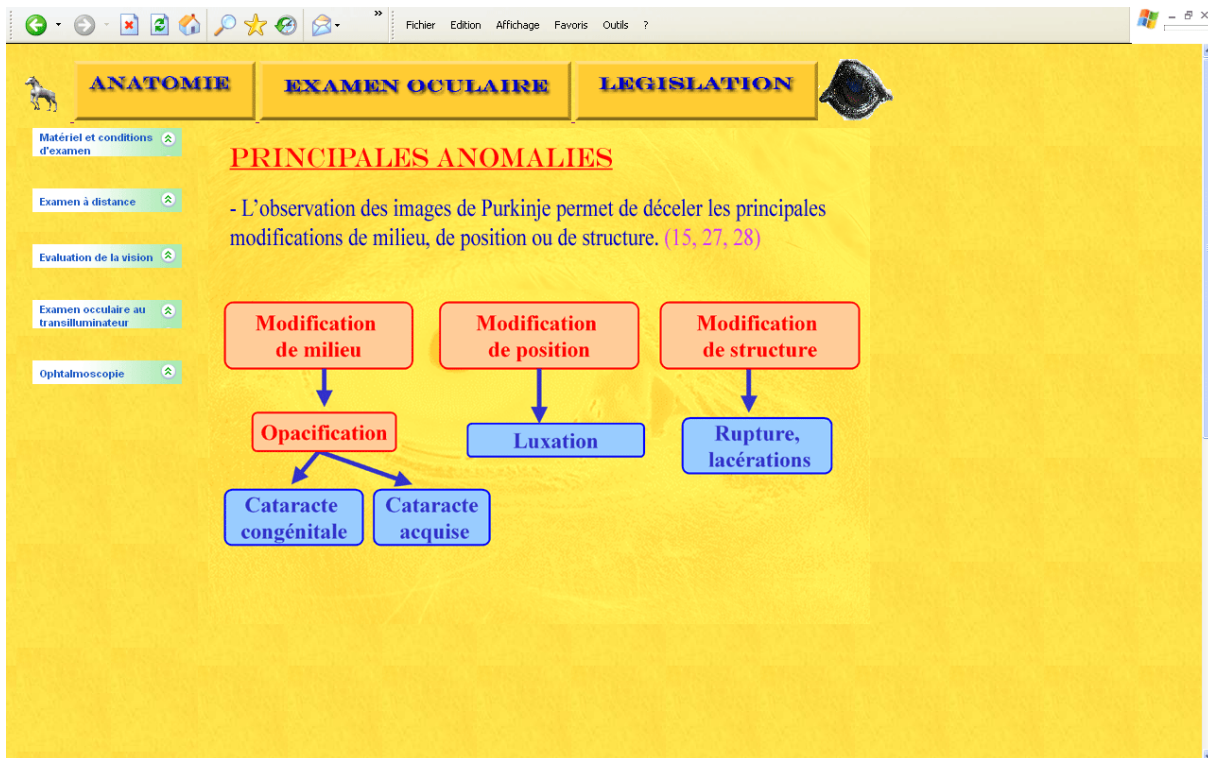 Fichier Edition Affichage Favoris Outils ?
ANATOMIE
EXAMEN OCULAIRE
LEGISLATION
Matériel et conditions
d'examen
Examen à distance
Evaluation de la vision
Examen occulaire au
transilluminateur
Ophtalmoscopie
PRINCIPALES ANOMALIES
- L’observation des images de Purkinje permet de déceler les principales
modifications de milieu, de position ou de structure. (15, 27, 28)
Modification
de milieu
Modification
de position
Modification
de structure
Opacification
Luxation
Rupture,
lacérations
Cataracte
congénitale
Cataracte
acquise